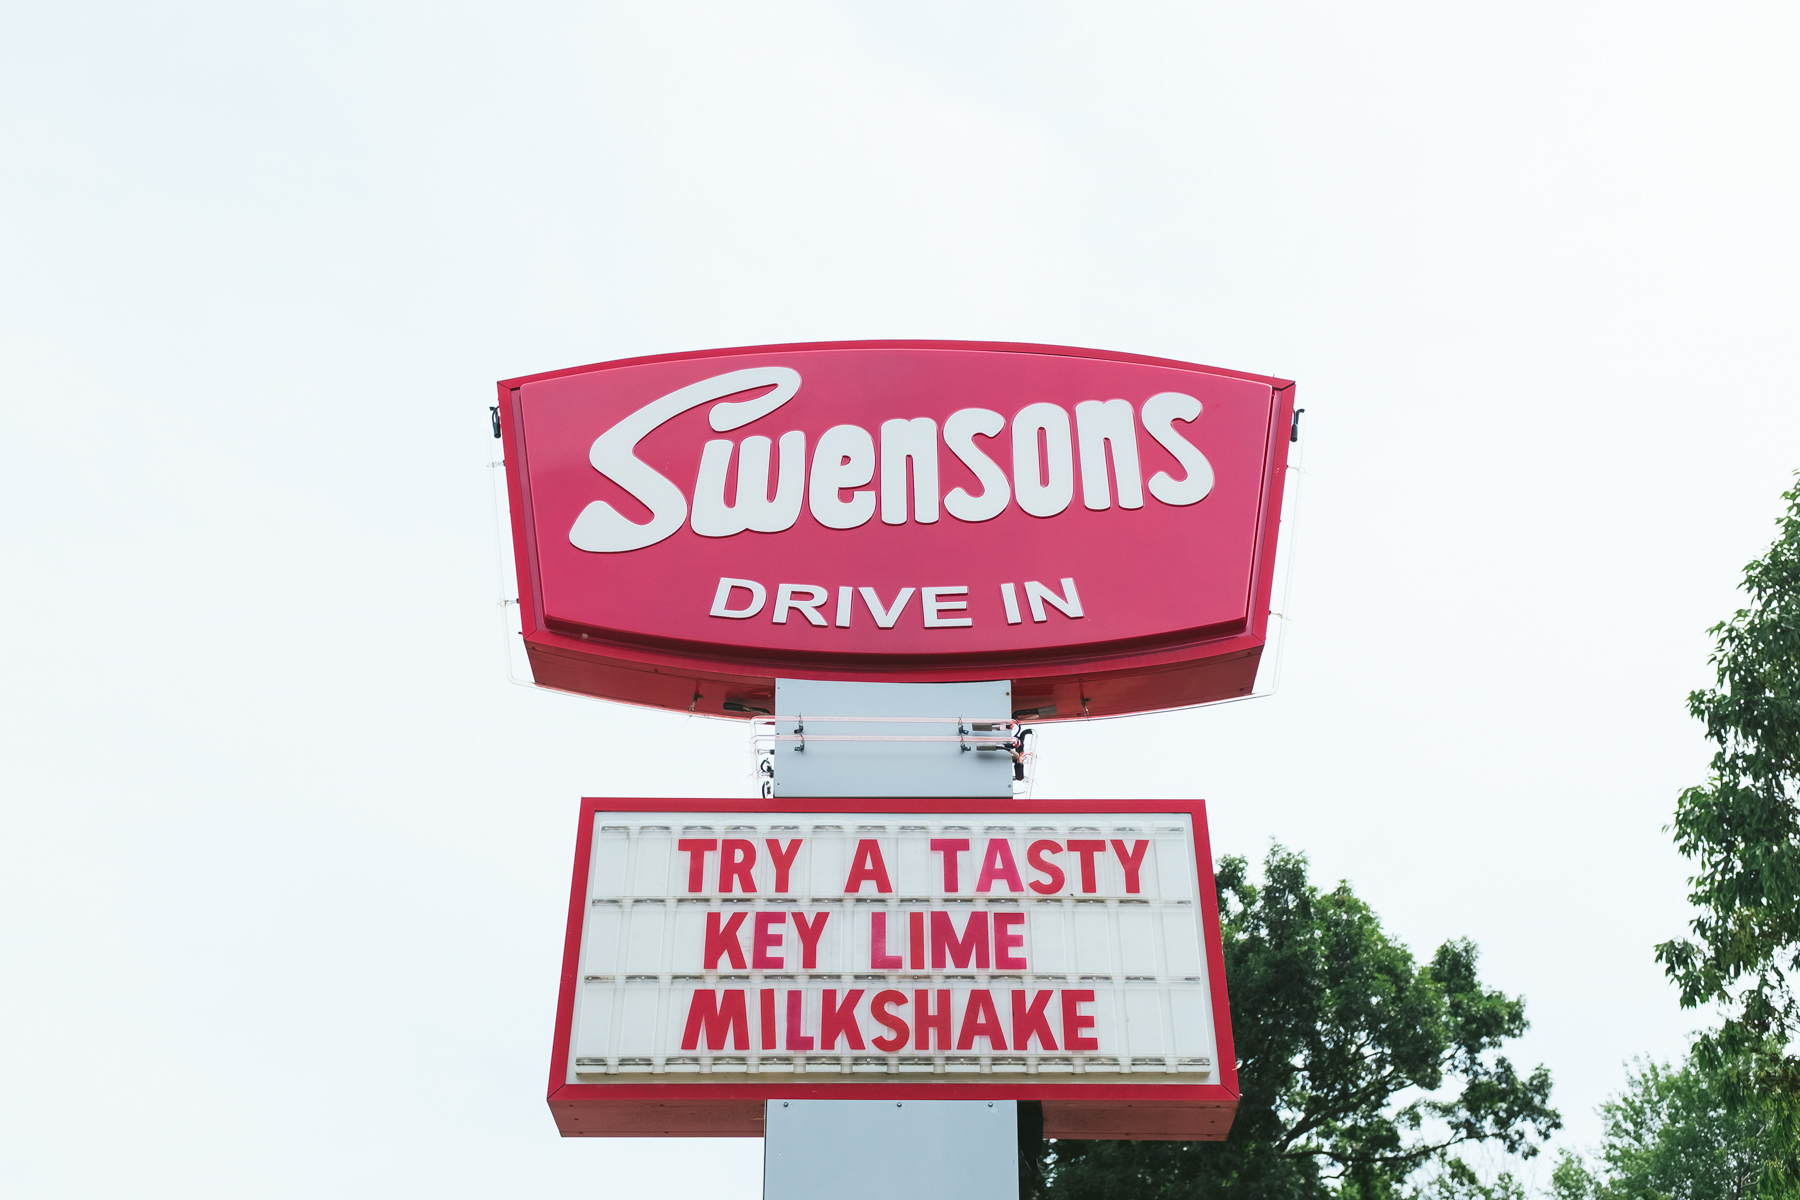 Swensons
DRIVE IN
TRY A TASTY
KEY LIME
MILKSHAKE